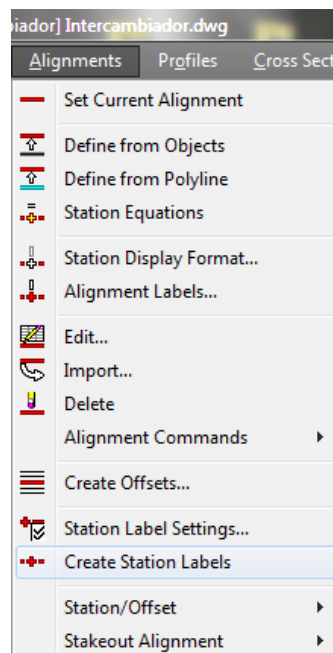 iador] Intercambiador.dwg
Alignments Profiles Cross Sect
Set Current Alignment
Define from Objects
Define from Polyline
Station Equations
Station Display Format...
Alignment Labels...
Edit...
Import...
Delete
Alignment Commands
Create Offsets...
Station Label Settings...
Create Station Labels
Station/Offset
Stakeout Alignment